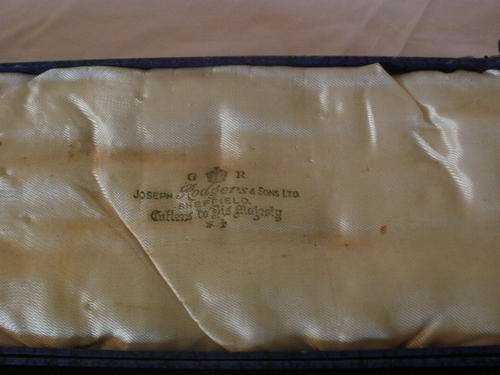 G R
JOSEPH Rodgers & SONS LTD.
SHEFFIELD.
Cutlers to His Majesty